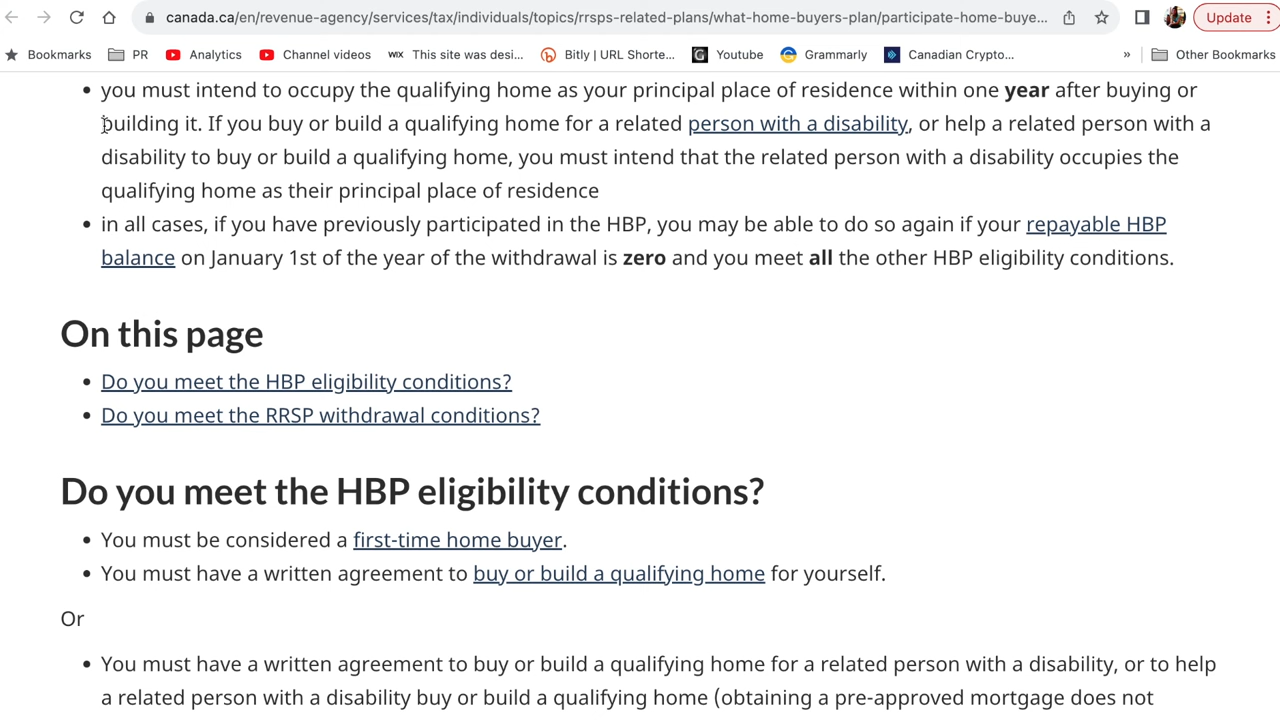 canada.ca/en/revenue-agency/services/tax/individuals/topics/rrsps-related-plans/what-home-buyers-plan/participate-home-buye...
Update
Bookmarks PR Analytics Channel videos WIX This site was desi... Bitly | URL Shorte... Youtube Grammarly Canadian Crypto... » Other Bookmarks
• you must intend to occupy the qualifying home as your principal place of residence within one year after buying or
building it. If you buy or build a qualifying home for a related person with a disability, or help a related person with a
disability to buy or build a qualifying home, you must intend that the related person with a disability occupies the
qualifying home as their principal place of residence
• in all cases, if you have previously participated in the HBP, you may be able to do so again if your repayable HBP
balance on January 1st of the year of the withdrawal is zero and you meet all the other HBP eligibility conditions.
On this page
• Do you meet the HBP eligibility conditions?
• Do you meet the RRSP withdrawal conditions?
Do you meet the HBP eligibility conditions?
• You must be considered a first-time home buyer.
• You must have a written agreement to buy or build a qualifying home for yourself.
Or
• You must have a written agreement to buy or build a qualifying home for a related person with a disability, or to help
a related person with a disability buy or build a qualifying home (obtaining a pre-approved mortgage does not